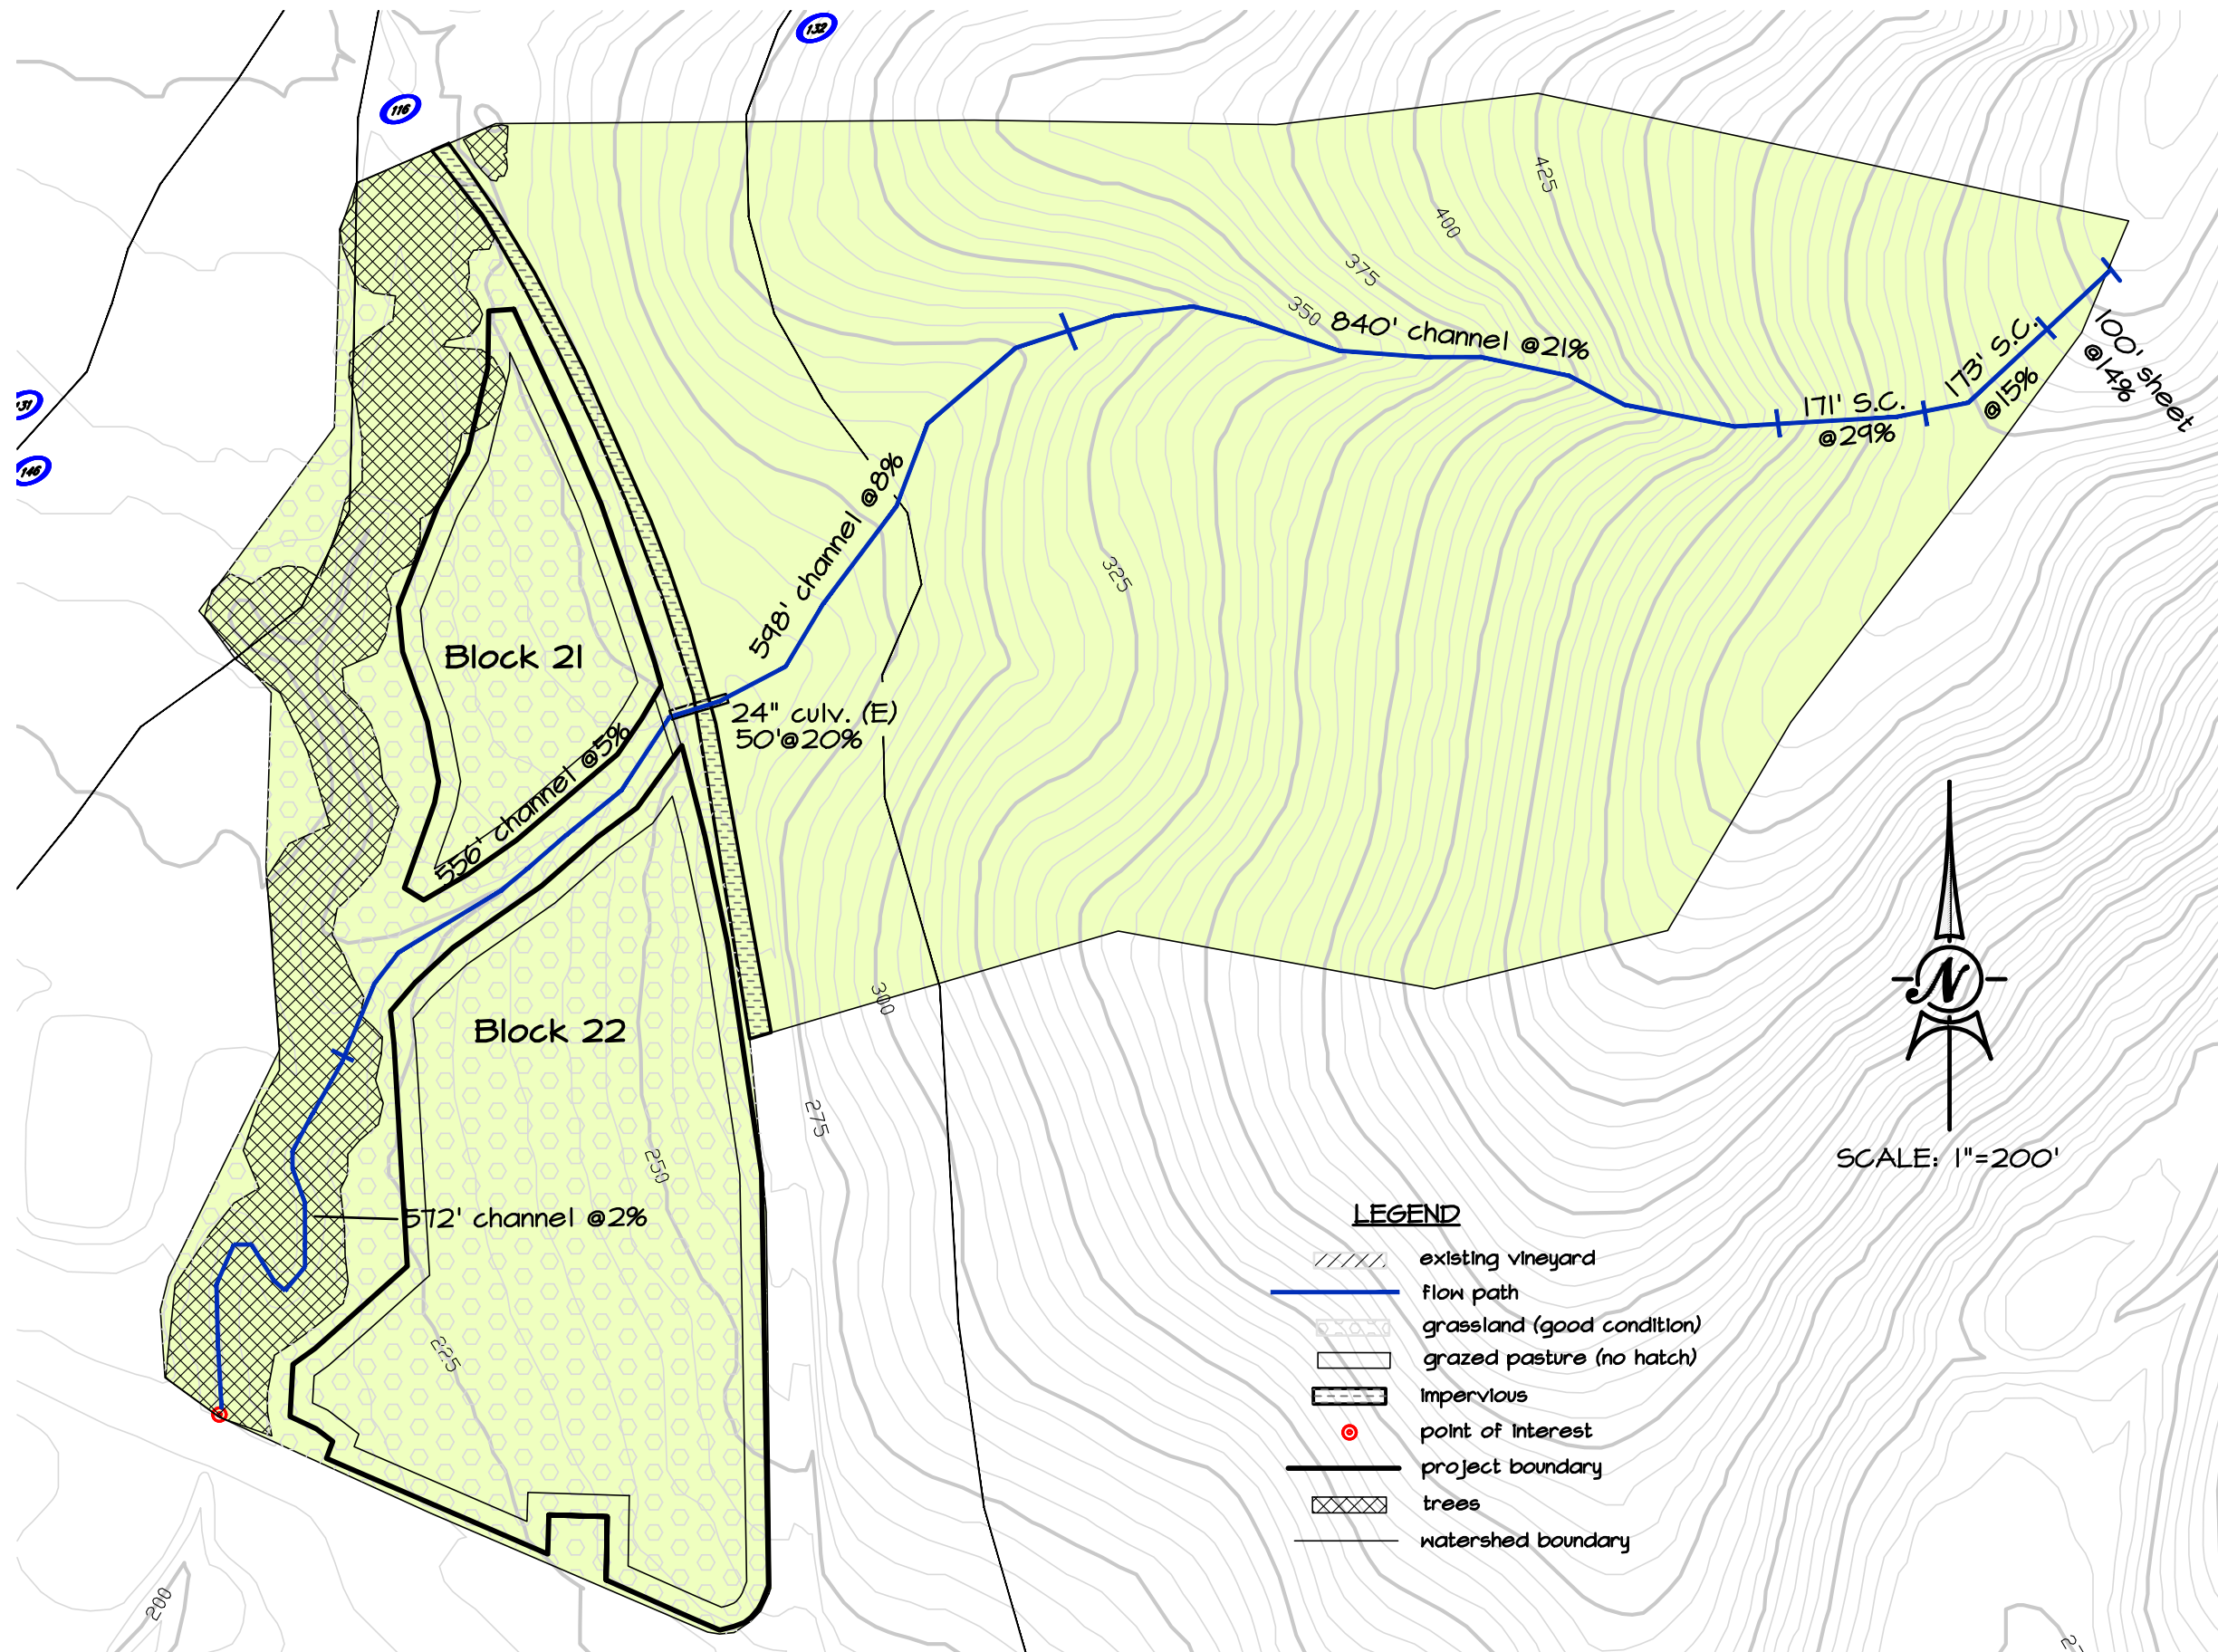 132
116
425
400
375
350
840' channel @21%
173' S.C.
@15%
100' sheet
@14%
171' S.C.
@29%
131
146
598' channel @8%
325
Block 21
24" culv. (E)
50'@20%
556' channel @5%
300
Block 22
275
250
SCALE: 1"=200'
N
572' channel @2%
225
200
LEGEND
existing vineyard
flow path
grassland (good condition)
grazed pasture (no hatch)
impervious
point of interest
project boundary
trees
watershed boundary